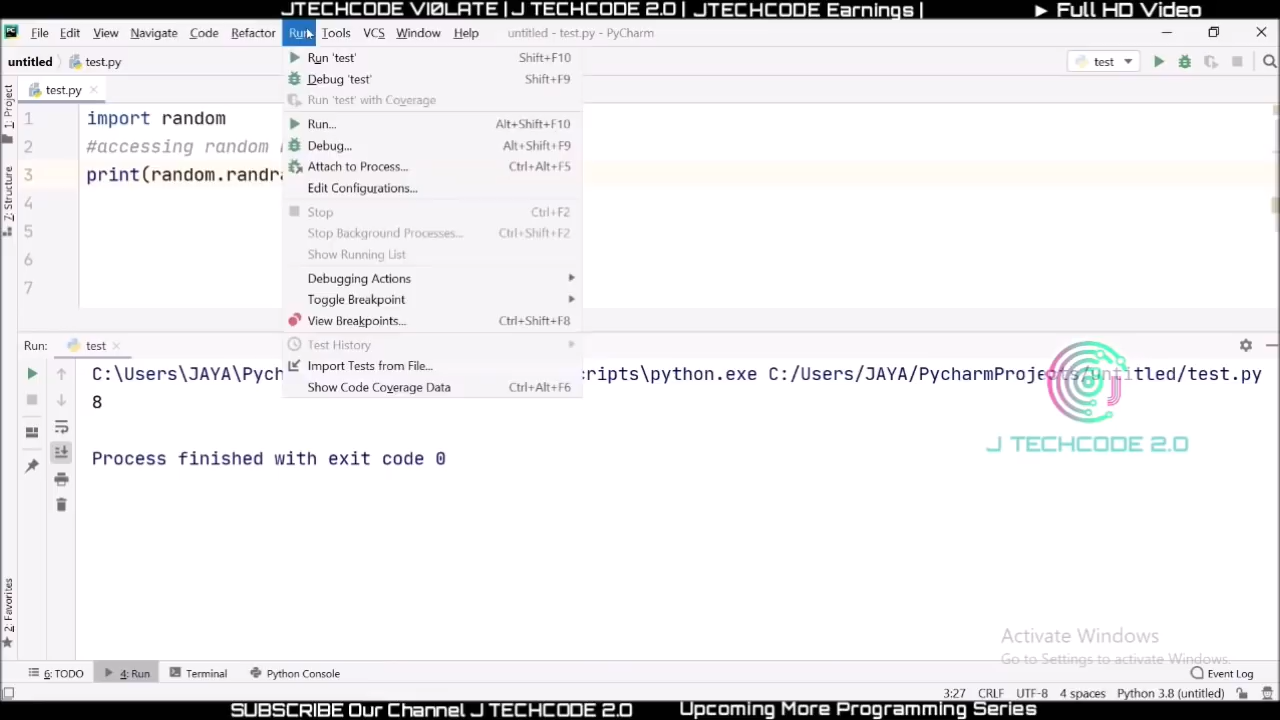 JTECHCODE VI0LATE | J TECHCODE 2.0 | JTECHCODE Earnings | ► Full HD Video
File Edit View Navigate Code Refactor Run Tools VCS Window Help untitled - test.py - PyCharm
untitled test.py test
1: Project
test.py
1 import random
2 #accessing random
3 print(random.randra
4
5
6
7
7: Structure
Run 'test' Shift+F10
Debug 'test' Shift+F9
Run 'test' with Coverage
Run... Alt+Shift+F10
Debug... Alt+Shift+F9
Attach to Process... Ctrl+Alt+F5
Edit Configurations...
Stop Ctrl+F2
Stop Background Processes... Ctrl+Shift+F2
Show Running List
Debugging Actions
Toggle Breakpoint
View Breakpoints... Ctrl+Shift+F8
Test History
Import Tests from File...
Show Code Coverage Data Ctrl+Alt+F6
Run: test
C:\Users\JAYA\Pych cripts\python.exe C:/Users/JAYA/PycharmProjects/untitled/test.py
8
Process finished with exit code 0
J TECHCODE 2.0
2: Favorites
Activate Windows
Go to Settings to activate Windows.
6: TODO 4: Run Terminal Python Console Event Log
3:27 CRLF UTF-8 4 spaces Python 3.8 (untitled)
SUBSCRIBE Our Channel J TECHCODE 2.0 Upcoming More Programming Series